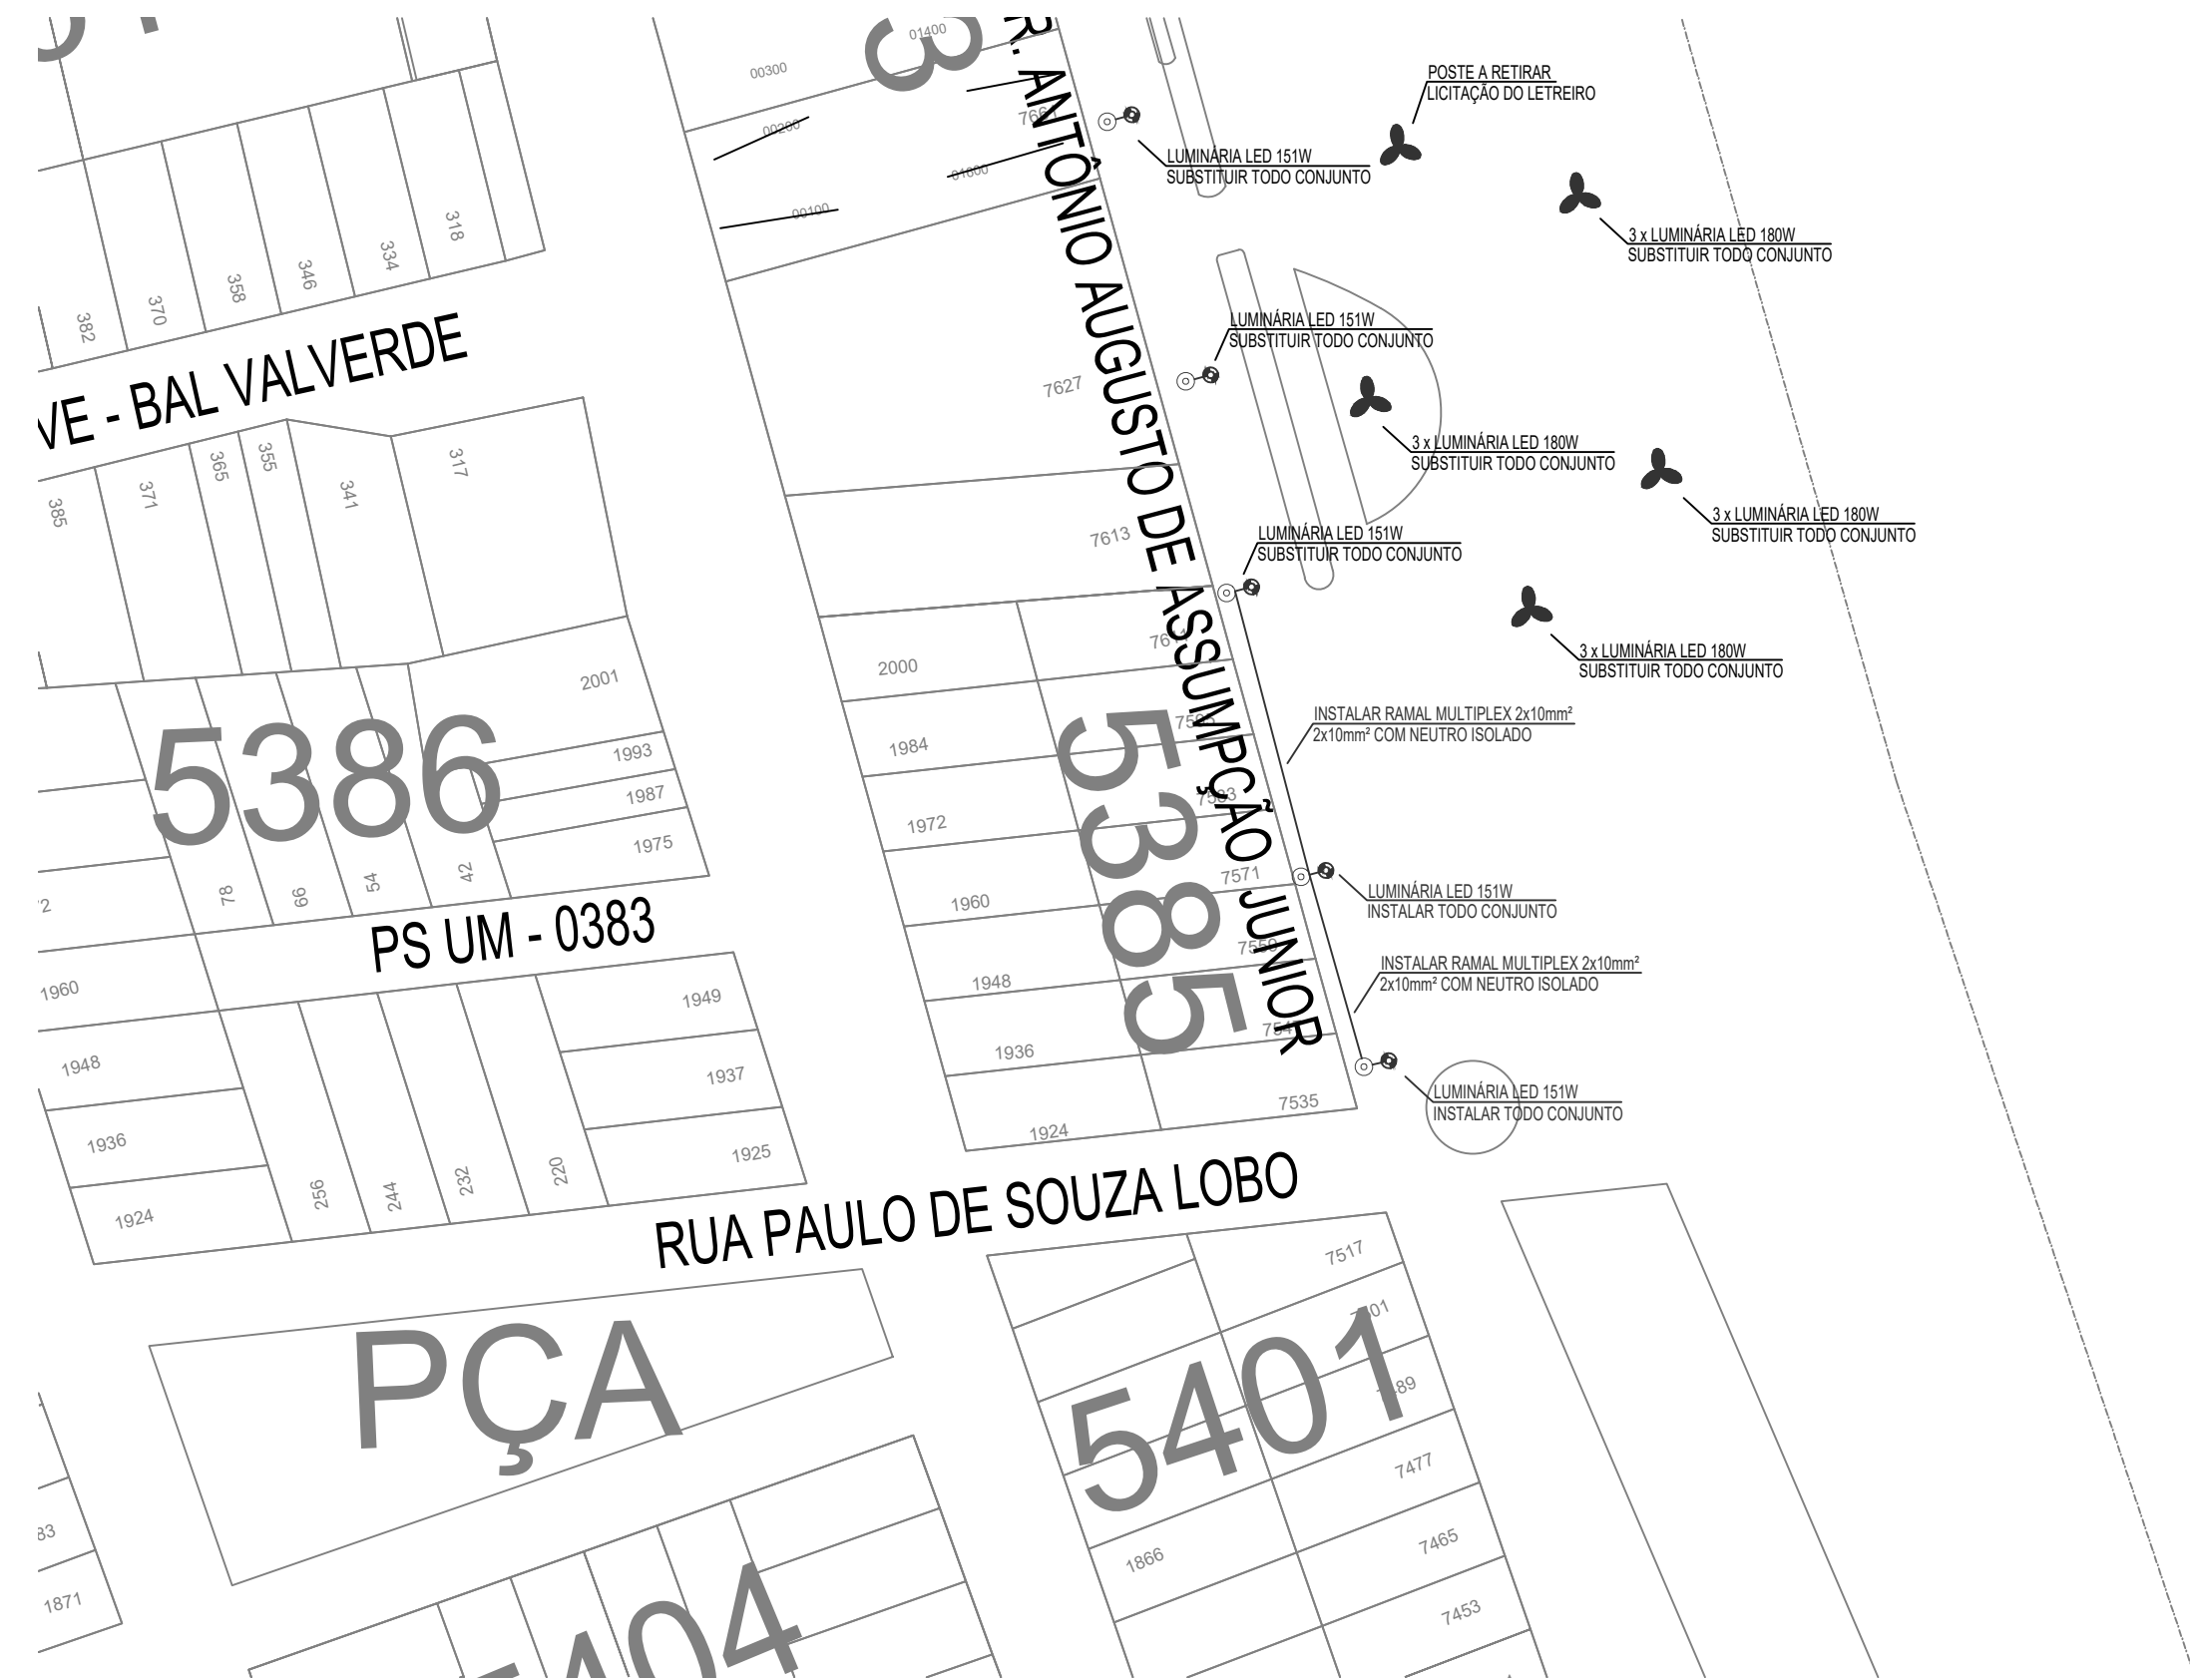 00300
01400
00200
01600
00100
POSTE A RETIRAR
LICITAÇÃO DO LETREIRO
LUMINÁRIA LED 151W
SUBSTITUIR TODO CONJUNTO
3 x LUMINÁRIA LED 180W
SUBSTITUIR TODO CONJUNTO
R. ANTÔNIO AUGUSTO DE ASSUMPÇÃO JUNIOR
LUMINÁRIA LED 151W
SUBSTITUIR TODO CONJUNTO
7627
3 x LUMINÁRIA LED 180W
SUBSTITUIR TODO CONJUNTO
3 x LUMINÁRIA LED 180W
SUBSTITUIR TODO CONJUNTO
7613
LUMINÁRIA LED 151W
SUBSTITUIR TODO CONJUNTO
3 x LUMINÁRIA LED 180W
SUBSTITUIR TODO CONJUNTO
INSTALAR RAMAL MULTIPLEX 2x10mm²
2x10mm² COM NEUTRO ISOLADO
LUMINÁRIA LED 151W
INSTALAR TODO CONJUNTO
INSTALAR RAMAL MULTIPLEX 2x10mm²
2x10mm² COM NEUTRO ISOLADO
LUMINÁRIA LED 151W
INSTALAR TODO CONJUNTO
382
370
358
346
334
318
VE - BAL VALVERDE
385
371
365
355
341
317
5386
2001
1993
1987
1975
78
66
54
42
PS UM - 0383
1960
1948
1936
1924
256
244
232
220
1949
1937
1925
2000
1984
1972
1960
1948
1936
1924
5385
7583
7571
7559
7535
RUA PAULO DE SOUZA LOBO
PÇA
1871
5401
7517
7477
7465
7453
1866